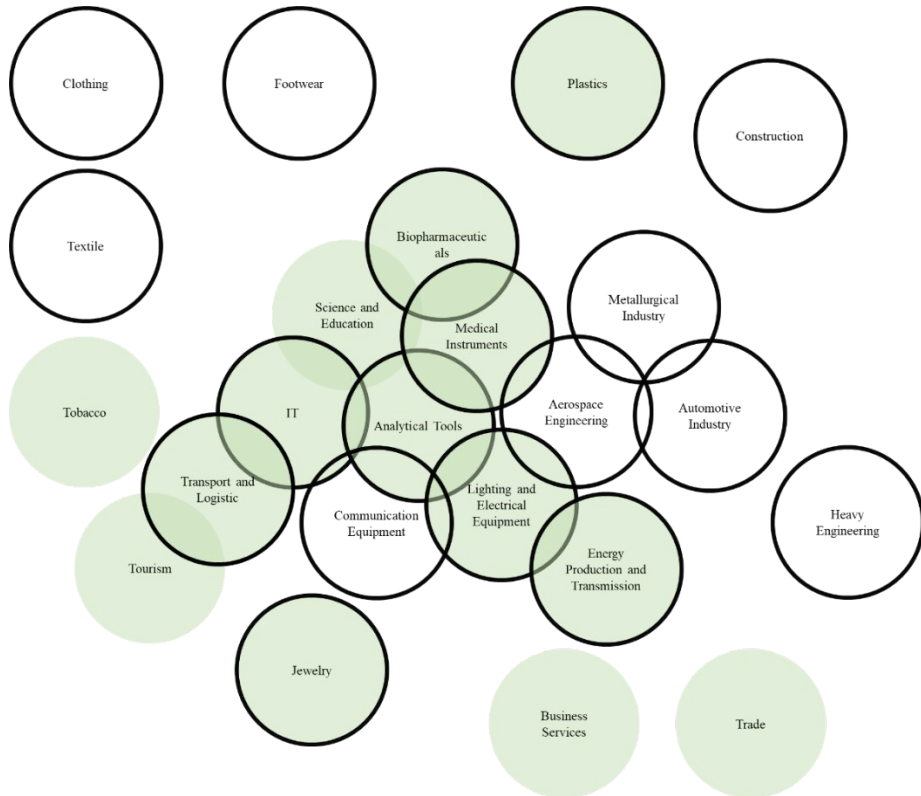 Clothing
Footwear
Plastics
Construction
Textile
Biopharmaceutic
als
Science and
Education
Medical
Instruments
Metallurgical
Industry
Tobacco
IT
Analytical Tools
Aerospace
Engineering
Automotive
Industry
Transport and
Logistic
Communication
Equipment
Lighting and
Electrical
Equipment
Heavy
Engineering
Tourism
Energy
Production and
Transmission
Jewelry
Business
Services
Trade